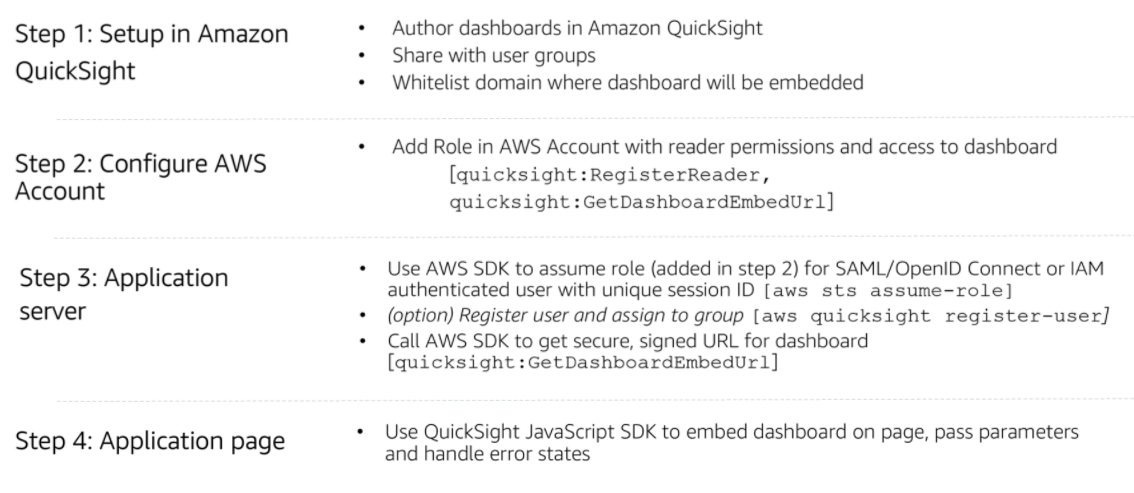 Step 1: Setup in Amazon
QuickSight
• Author dashboards in Amazon QuickSight
• Share with user groups
• Whitelist domain where dashboard will be embedded
Step 2: Configure AWS
Account
• Add Role in AWS Account with reader permissions and access to dashboard
[quicksight:RegisterReader,
quicksight:GetDashboardEmbedUrl]
Step 3: Application
server
• Use AWS SDK to assume role (added in step 2) for SAML/OpenID Connect or IAM
authenticated user with unique session ID [aws sts assume-role]
• (option) Register user and assign to group [aws quicksight register-user]
• Call AWS SDK to get secure, signed URL for dashboard
[quicksight:GetDashboardEmbedUrl]
Step 4: Application page
• Use QuickSight JavaScript SDK to embed dashboard on page, pass parameters
and handle error states